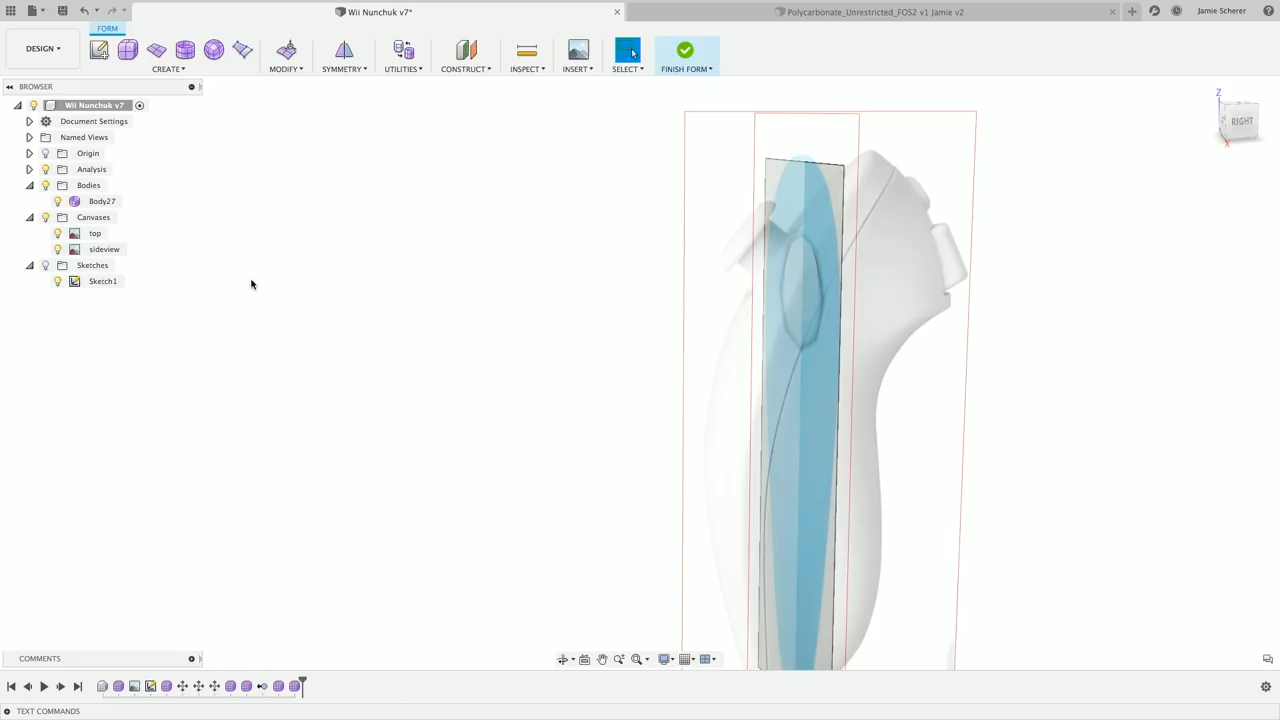 Wii Nunchuk v7*
Polycarbonate_Unrestricted_FOS2 v1 Jamie v2
Jamie Scherer
FORM
DESIGN
CREATE
MODIFY
SYMMETRY
UTILITIES
CONSTRUCT
INSPECT
INSERT
SELECT
FINISH FORM
BROWSER
Wii Nunchuk v7
Document Settings
Named Views
Origin
Analysis
Bodies
Body27
Canvases
top
sideview
Sketches
Sketch1
Z
RIGHT
X
COMMENTS
TEXT COMMANDS